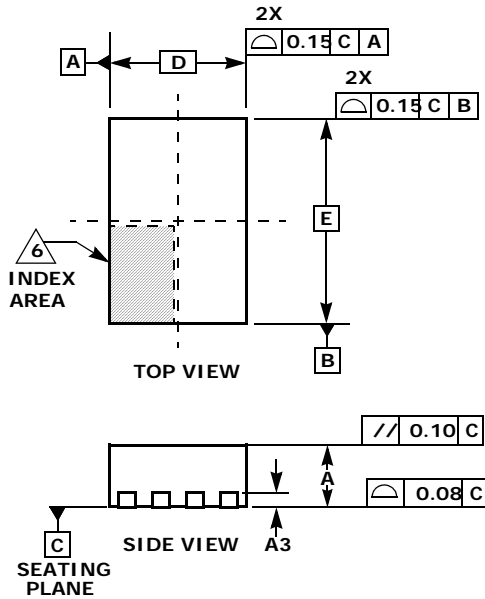 2X
0.15 C A
A
D
2X
0.15 C B
E
6
INDEX
AREA
B
TOP VIEW
// 0.10 C
A
0.08 C
C
SIDE VIEW
A3
SEATING
PLANE